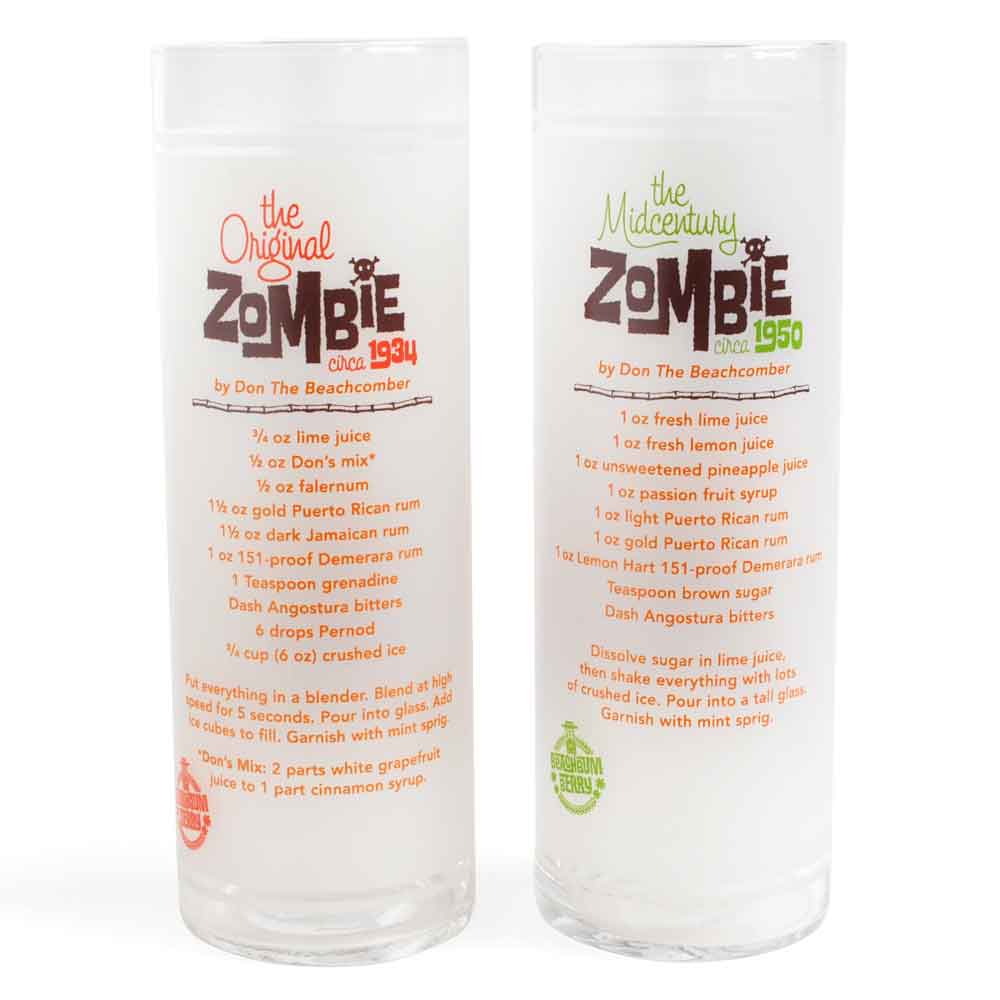 the
Original
ZoMBiE
circa 1934
by Don The Beachcomber
¾ oz lime juice
½ oz Don's mix*
½ oz falernum
1½ oz gold Puerto Rican rum
1½ oz dark Jamaican rum
1 oz 151-proof Demerara rum
1 Teaspoon grenadine
Dash Angostura bitters
6 drops Pernod
¾ cup (6 oz) crushed ice
Put everything in a blender. Blend at high
speed for 5 seconds. Pour into glass. Add
ice cubes to fill. Garnish with mint sprig.
*Don's Mix: 2 parts white grapefruit
juice to 1 part cinnamon syrup.
the
Midcentury
ZoMBiE
circa 1950
by Don The Beachcomber
1 oz fresh lime juice
1 oz fresh lemon juice
1 oz unsweetened pineapple juice
1 oz passion fruit syrup
1 oz light Puerto Rican rum
1 oz gold Puerto Rican rum
1 oz Lemon Hart 151-proof Demerara rum
Teaspoon brown sugar
Dash Angostura bitters
Dissolve sugar in lime juice,
then shake everything with lots
of crushed ice. Pour into a tall glass.
Garnish with mint sprig.
BEACHBUM
BERRY